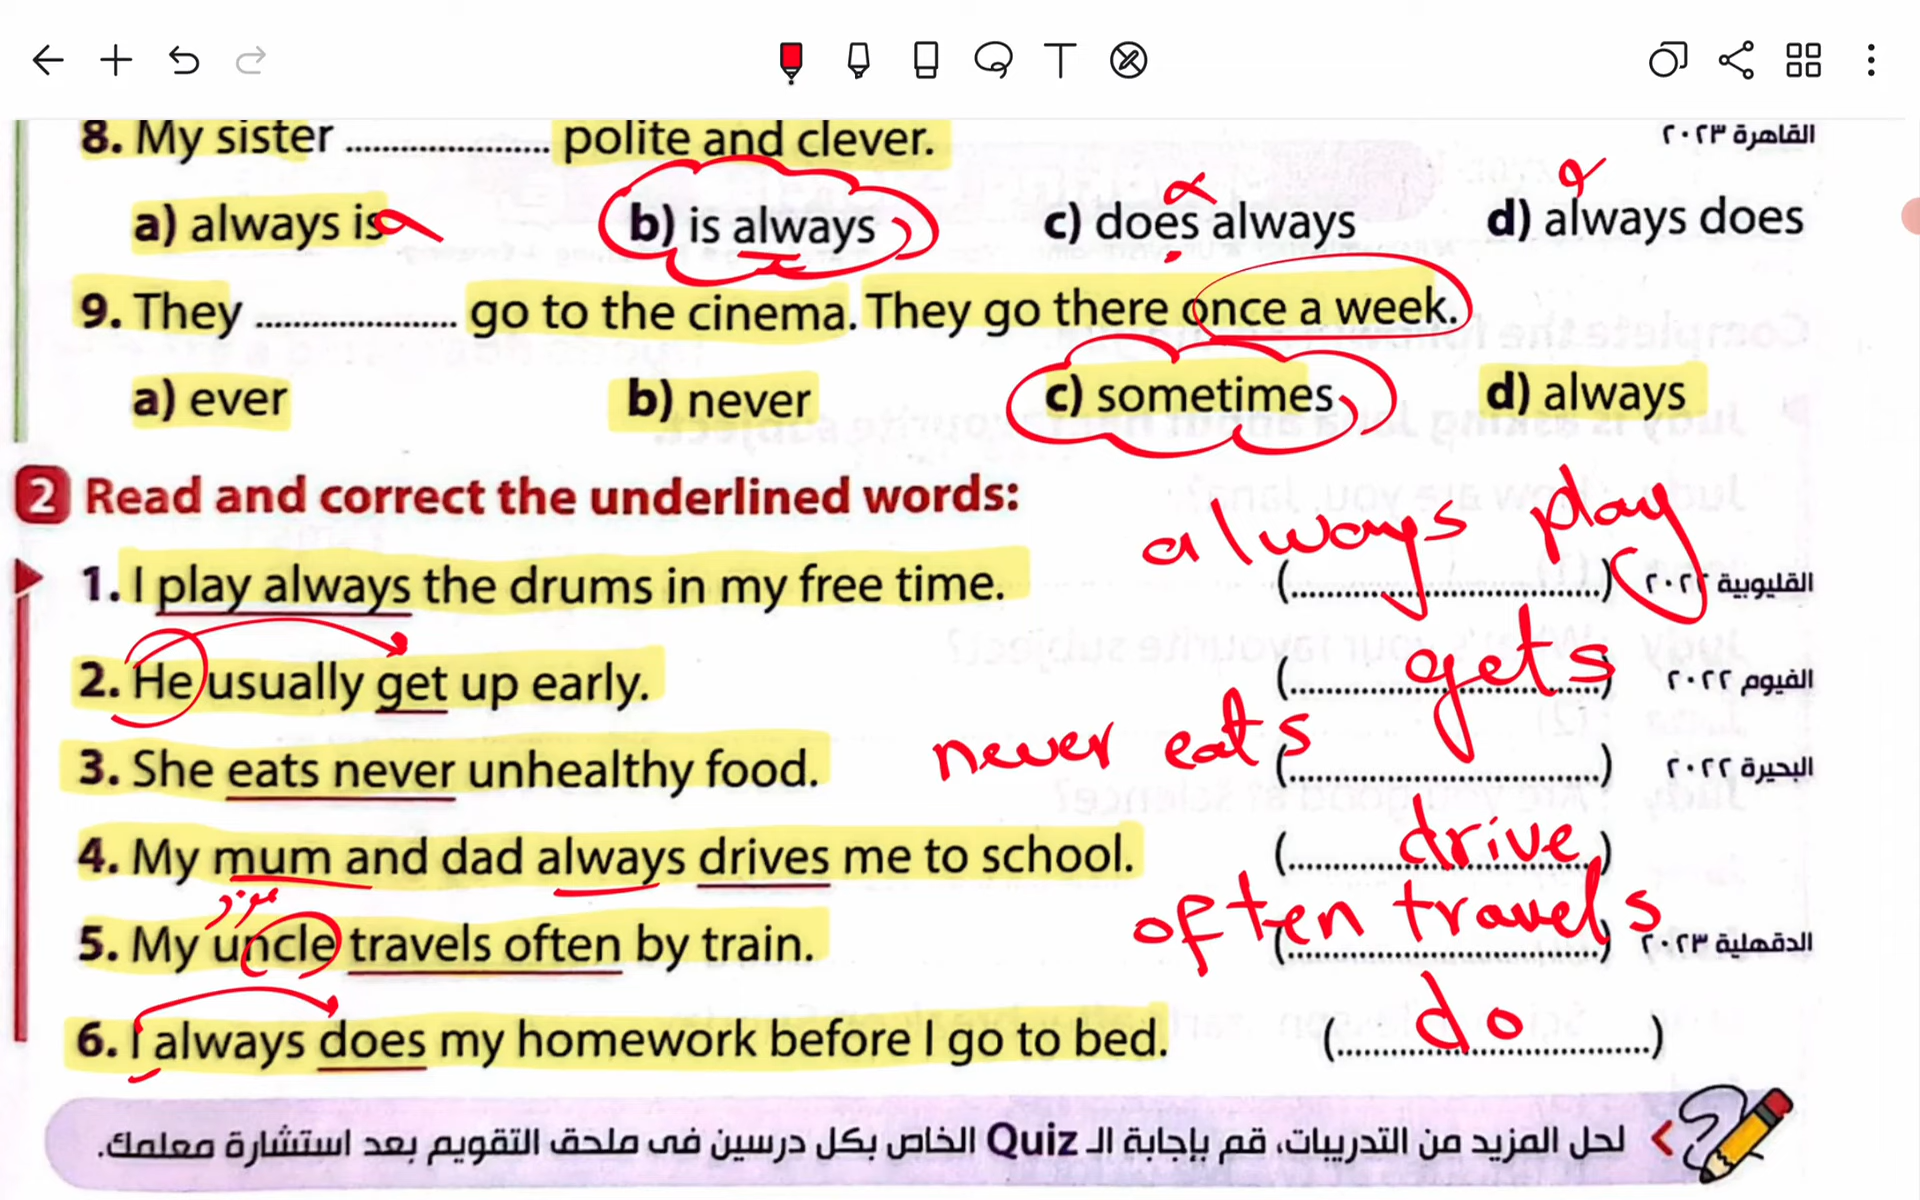 8. My sister .................... polite and clever. القاهرة ٢٠٢٣
a) always is b) is always c) does always d) always does
9. They .................... go to the cinema. They go there once a week.
a) ever b) never c) sometimes d) always
2 Read and correct the underlined words:
always play
1. I play always the drums in my free time. (..............................) القليوبية ٢٠٢٢
2. He usually get up early. (gets) الفيوم ٢٠٢٢
3. She eats never unhealthy food. never eats (..............................) البحيرة ٢٠٢٢
4. My mum and dad always drives me to school. (drive)
5. My uncle travels often by train. (often travels) الدقهلية ٢٠٢٣
6. I always does my homework before I go to bed. (do)
لحل المزيد من التدريبات، قم بإجابة الـ Quiz الخاص بكل درسين فى ملحق التقويم بعد استشارة معلمك.